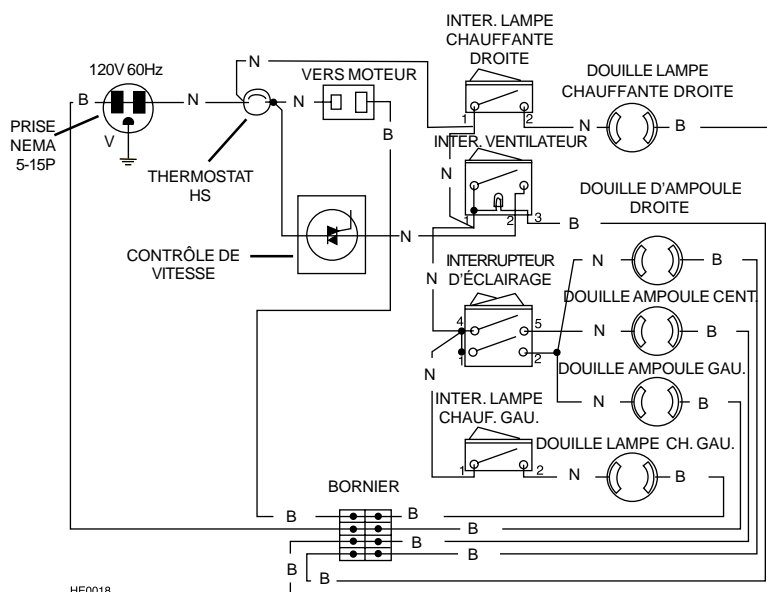 INTER. LAMPE
CHAUFFANTE
DROITE
120V 60Hz
VERS MOTEUR
DOUILLE LAMPE
CHAUFFANTE DROITE
N
B
N
N
1
2
N
B
PRISE
NEMA
5-15P
V
THERMOSTAT
HS
B
INTER. VENTILATEUR
N
1
2
3
B
DOUILLE D'AMPOULE
DROITE
CONTRÔLE DE
VITESSE
N
N
INTERRUPTEUR
D'ÉCLAIRAGE
N
B
DOUILLE AMPOULE CENT.
4
5
1
2
N
B
DOUILLE AMPOULE GAU.
N
INTER. LAMPE
CHAUF. GAU.
N
B
DOUILLE LAMPE CH. GAU.
1
2
N
B
BORNIER
B
B
B
B
B
B
HE0018